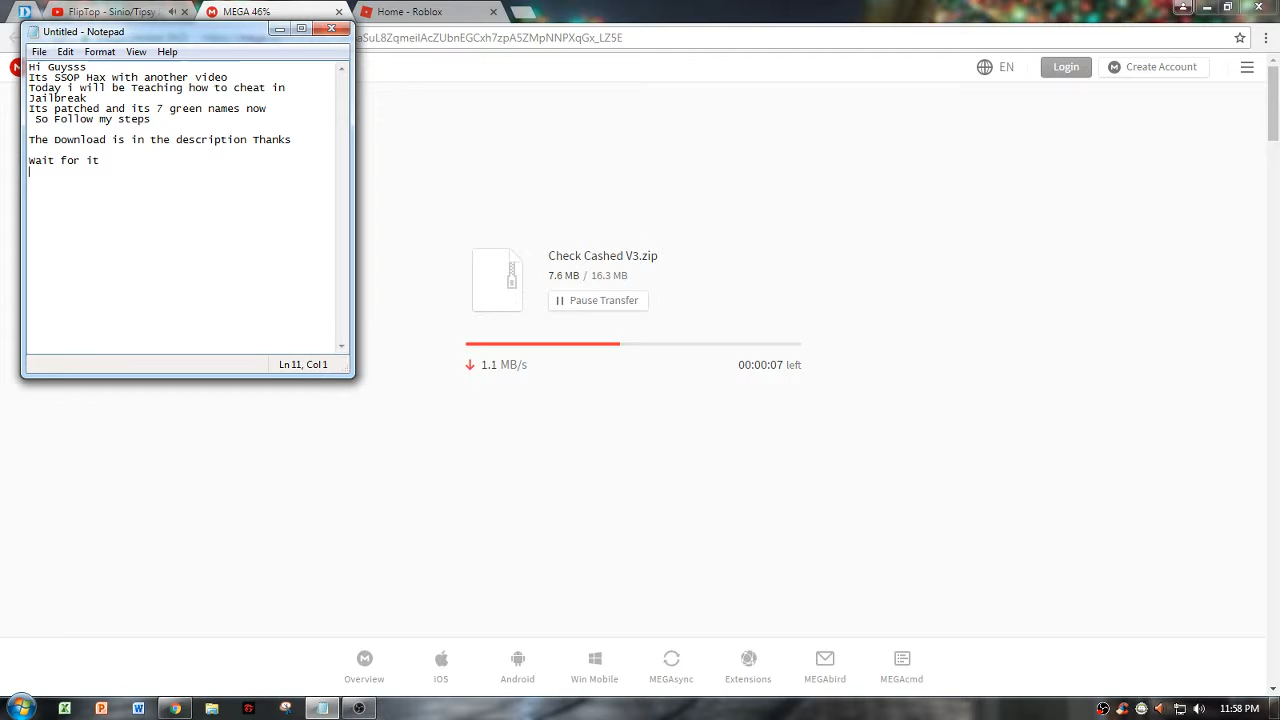 FlipTop - Sinio/Tipsy
MEGA 46%
Home - Roblox
Untitled - Notepad
aSuL8ZqmeiIAcZUbnEGCxh7zpA5ZMpNNPXqGx_LZ5E
File Edit Format View Help
EN
Login
Create Account
Hi Guysss
Its SSOP Hax with another video
Today i will be Teaching how to cheat in
Jailbreak
Its patched and its 7 green names now
So Follow my steps
The Download is in the description Thanks
Wait for it
Ln 11, Col 1
Check Cashed V3.zip
7.6 MB / 16.3 MB
Pause Transfer
1.1 MB/s
00:00:07 left
Overview
iOS
Android
Win Mobile
MEGAsync
Extensions
MEGAbird
MEGAcmd
11:58 PM